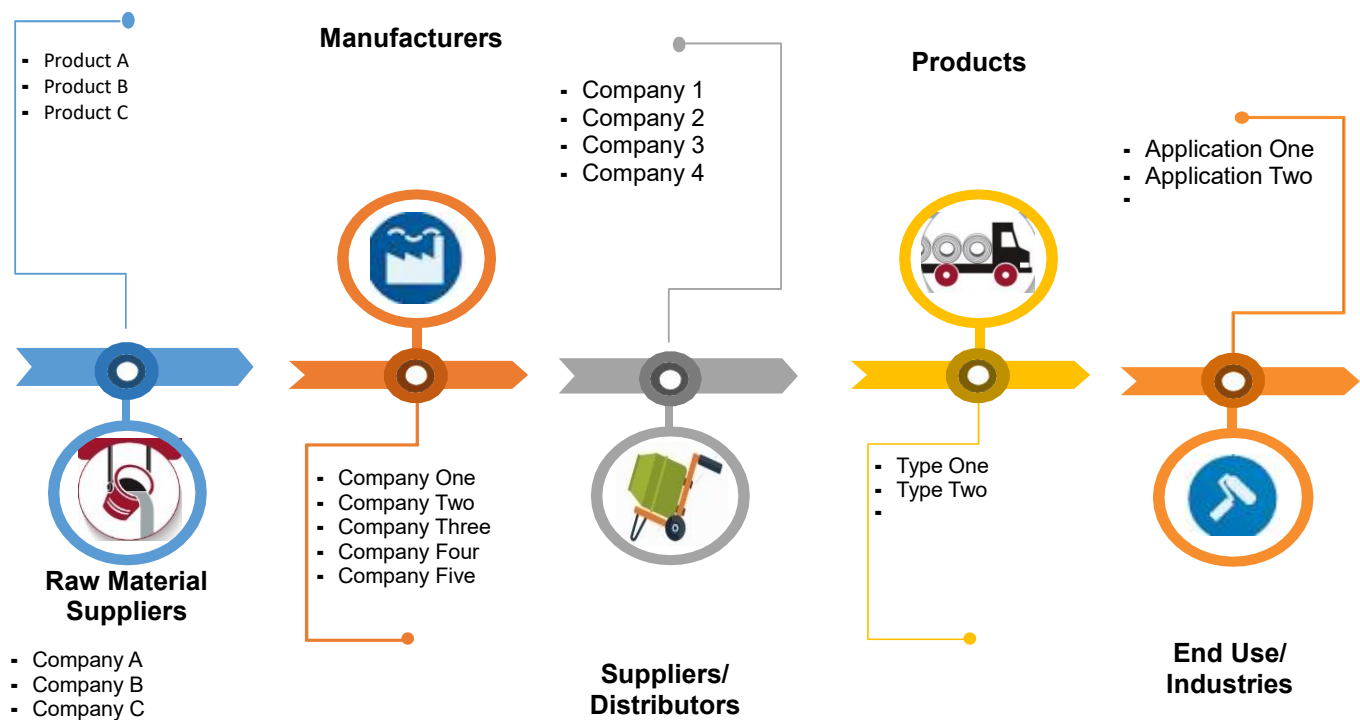 - Product A
- Product B
- Product C
Raw Material
Suppliers
- Company A
- Company B
- Company C
Manufacturers
- Company One
- Company Two
- Company Three
- Company Four
- Company Five
- Company 1
- Company 2
- Company 3
- Company 4
Suppliers/
Distributors
Products
- Type One
- Type Two
-
- Application One
- Application Two
-
End Use/
Industries